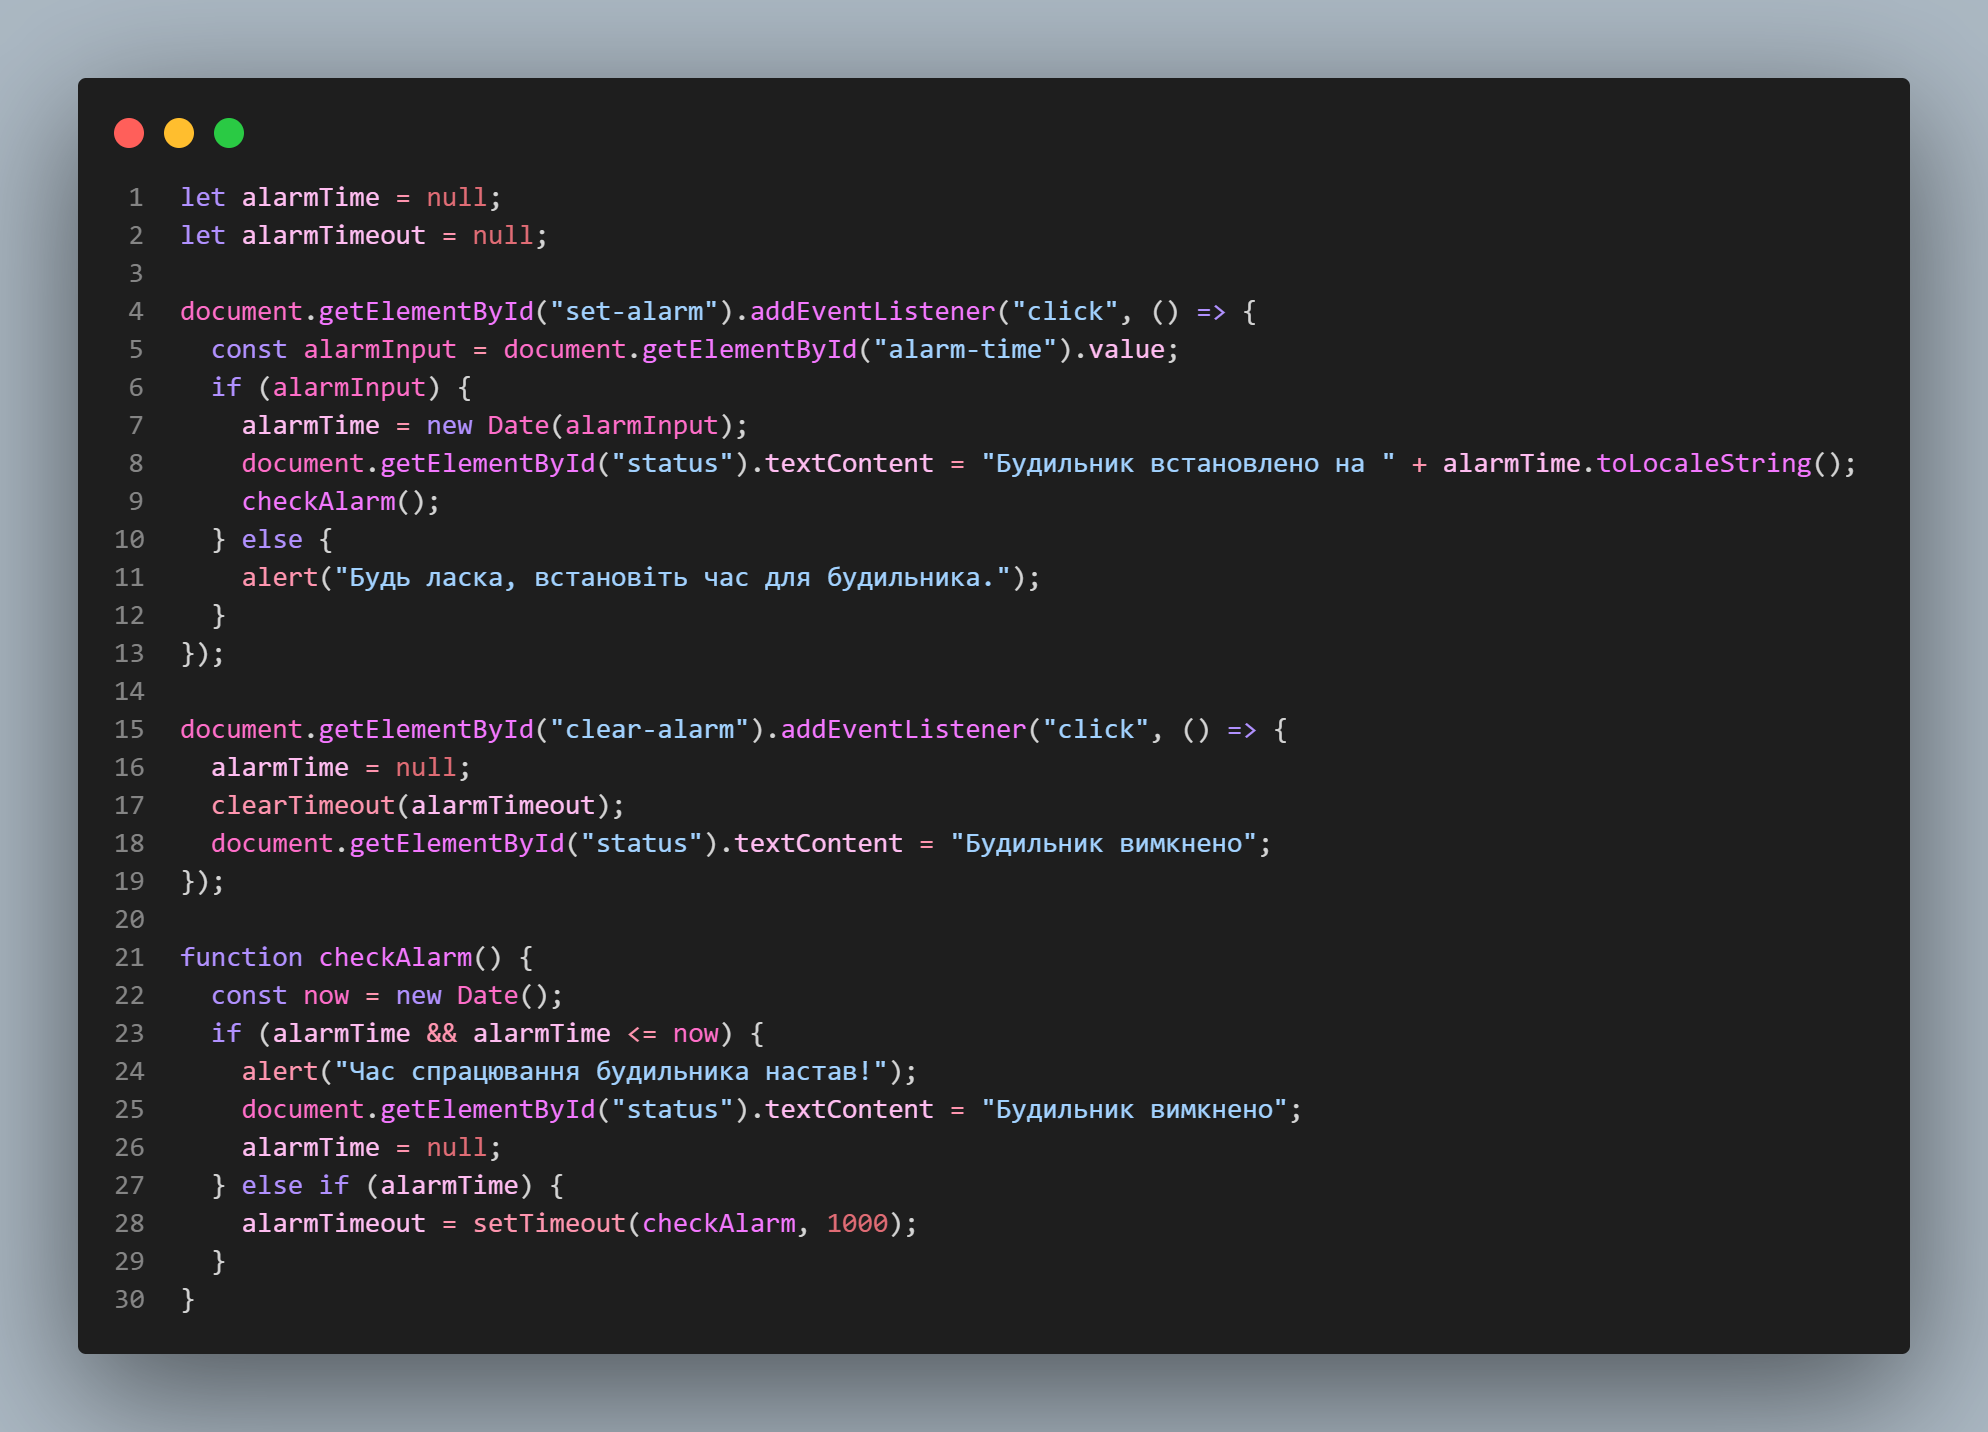 1 let alarmTime = null;
2 let alarmTimeout = null;
3
4 document.getElementById("set-alarm").addEventListener("click", () => {
5   const alarmInput = document.getElementById("alarm-time").value;
6   if (alarmInput) {
7     alarmTime = new Date(alarmInput);
8     document.getElementById("status").textContent = "Будильник встановлено на " + alarmTime.toLocaleString();
9     checkAlarm();
10   } else {
11     alert("Будь ласка, встановіть час для будильника.");
12   }
13 });
14
15 document.getElementById("clear-alarm").addEventListener("click", () => {
16   alarmTime = null;
17   clearTimeout(alarmTimeout);
18   document.getElementById("status").textContent = "Будильник вимкнено";
19 });
20
21 function checkAlarm() {
22   const now = new Date();
23   if (alarmTime && alarmTime <= now) {
24     alert("Час спрацювання будильника настав!");
25     document.getElementById("status").textContent = "Будильник вимкнено";
26     alarmTime = null;
27   } else if (alarmTime) {
28     alarmTimeout = setTimeout(checkAlarm, 1000);
29   }
30 }